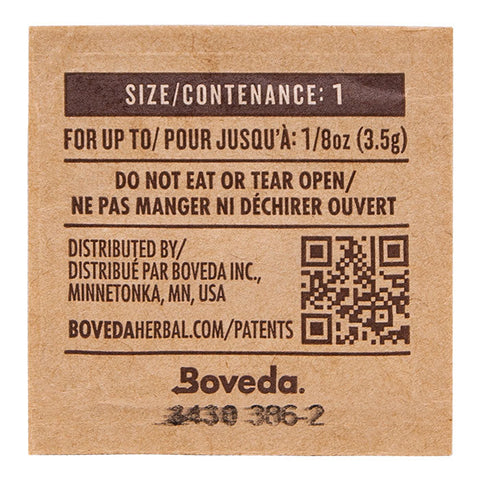 SIZE/CONTENANCE: 1
FOR UP TO/ POUR JUSQU'À: 1/8oz (3.5g)
DO NOT EAT OR TEAR OPEN/
NE PAS MANGER NI DÉCHIRER OUVERT
DISTRIBUTED BY/
DISTRIBUÉ PAR BOVEDA INC.,
MINNETONKA, MN, USA
BOVEDAHERBAL.COM/PATENTS
Boveda.
386-2